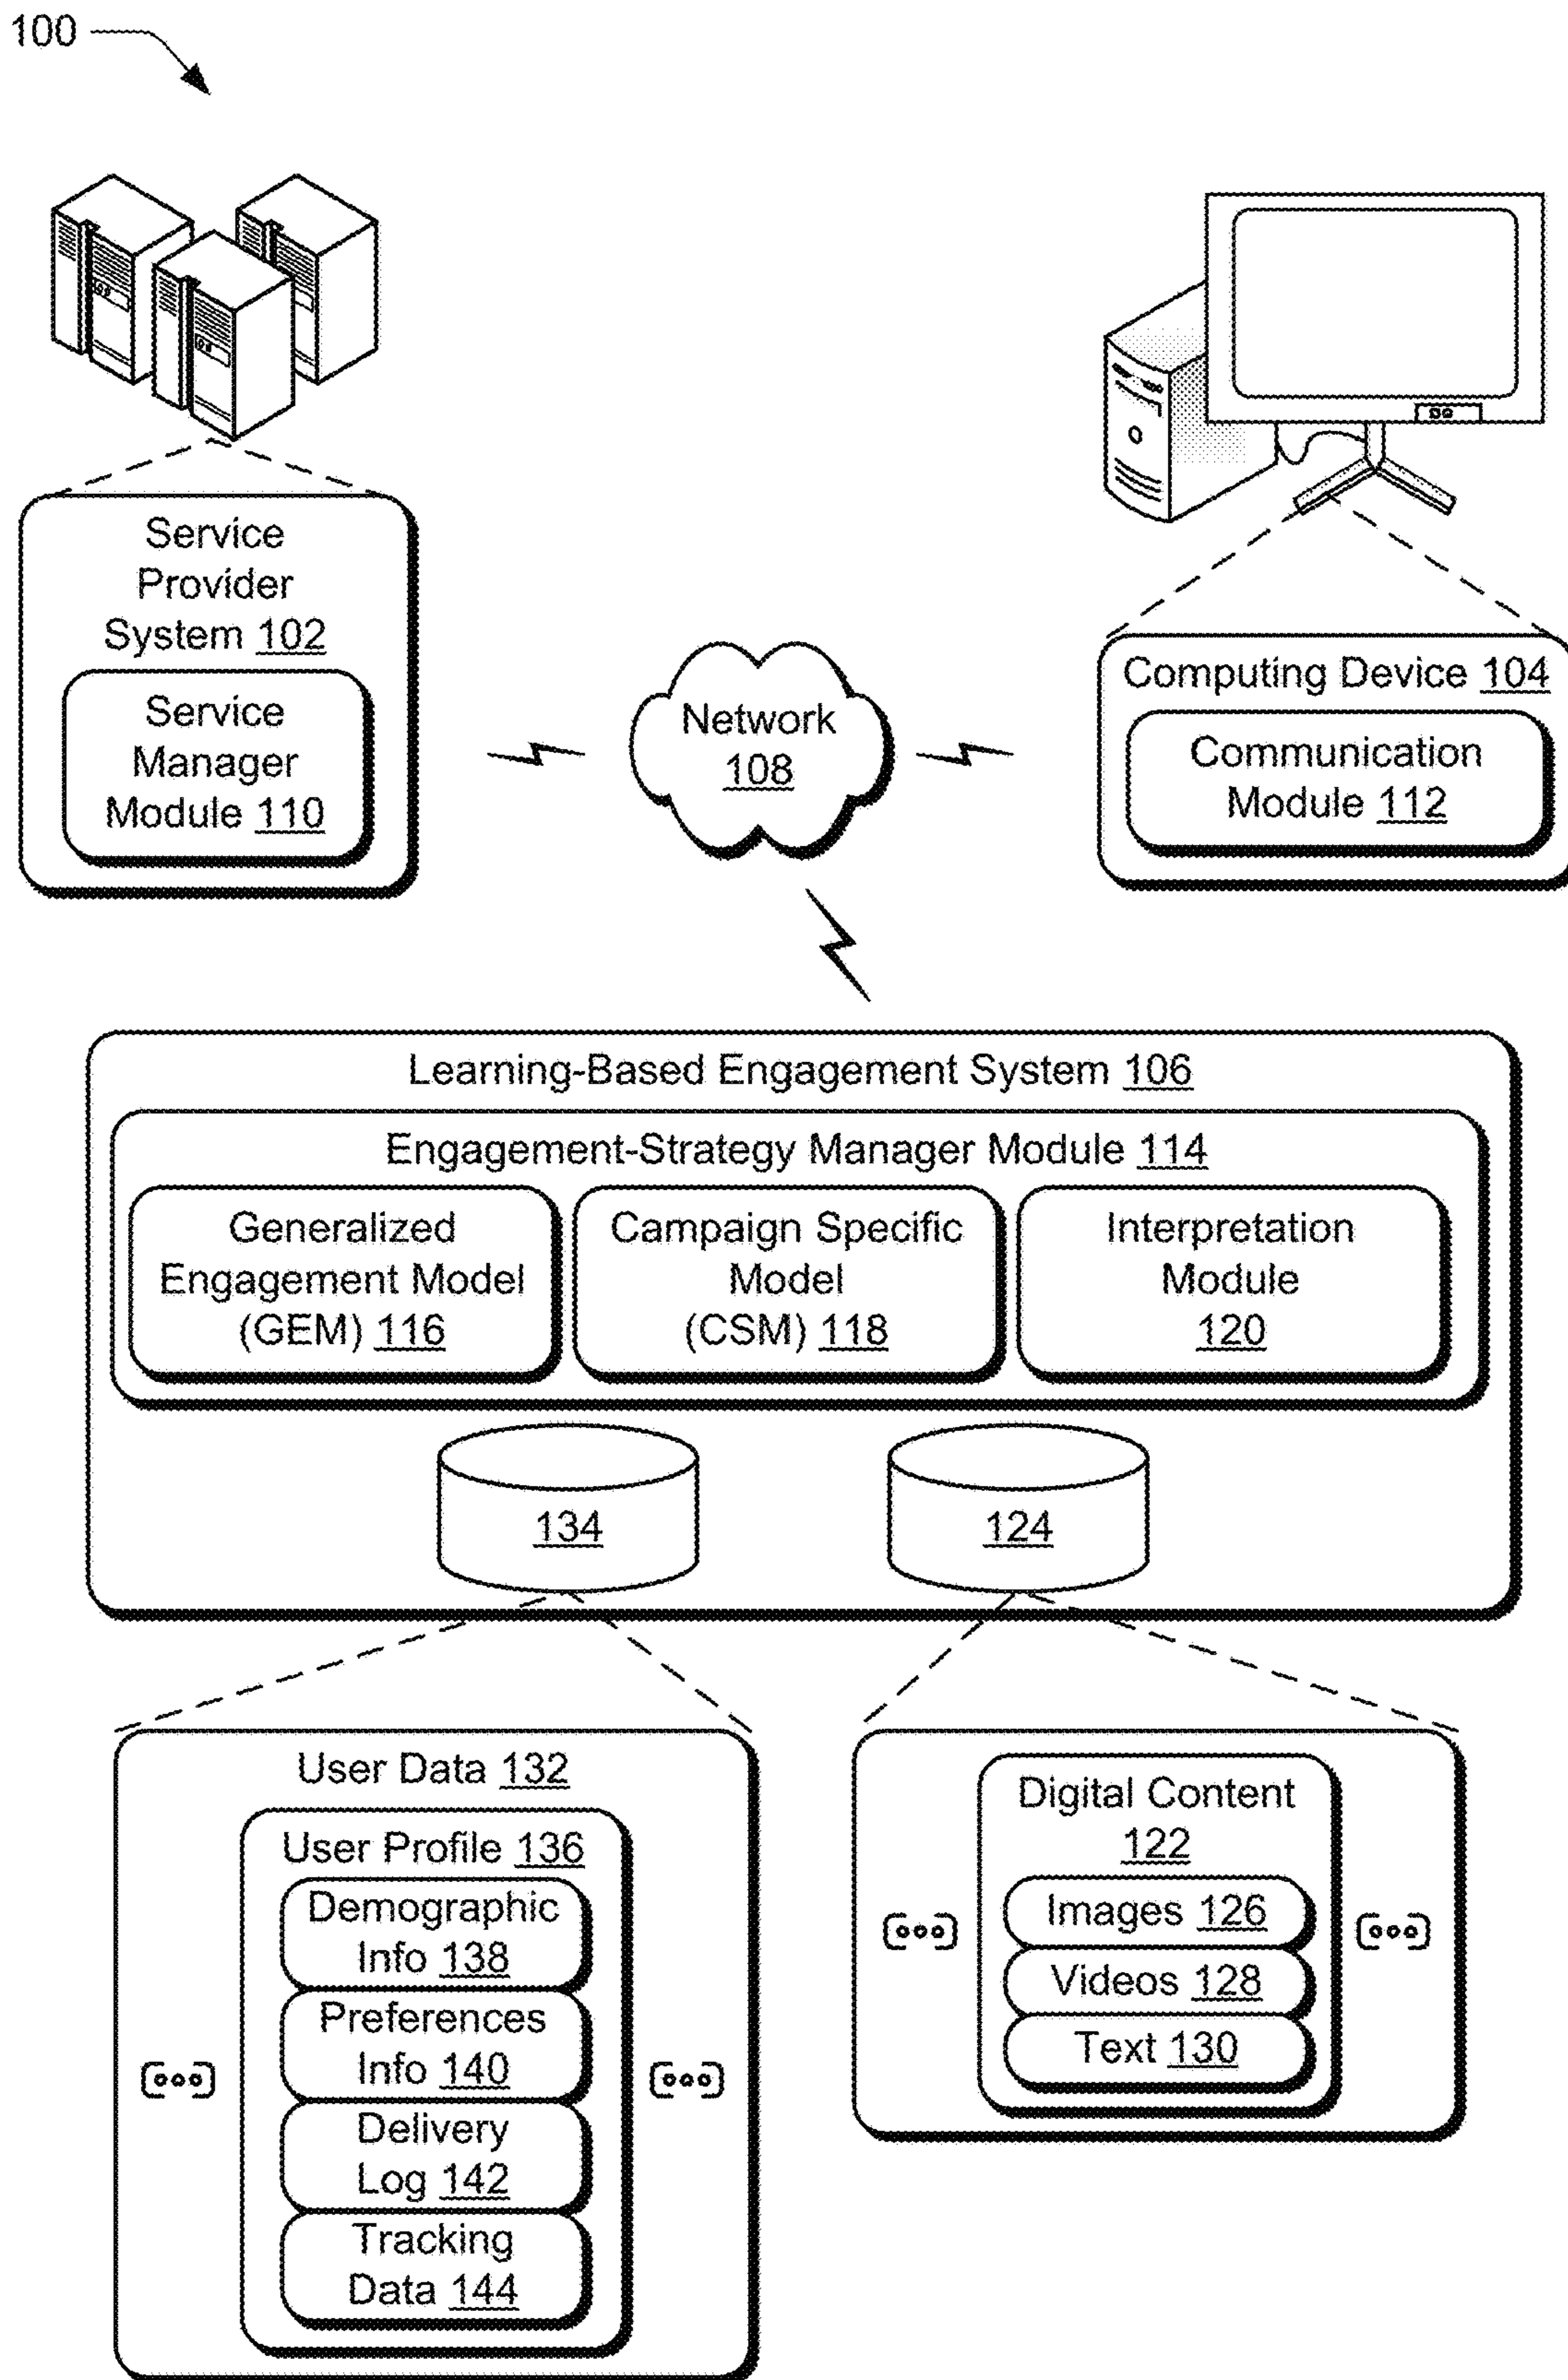 100
Service
Provider
System 102
Service
Manager
Module 110
Network
108
Computing Device 104
Communication
Module 112
Learning-Based Engagement System 106
Engagement-Strategy Manager Module 114
Generalized
Engagement Model
(GEM) 116
Campaign Specific
Model
(CSM) 118
Interpretation
Module
120
134
124
User Data 132
User Profile 136
Demographic
Info 138
Preferences
Info 140
Delivery
Log 142
Tracking
Data 144
Digital Content
122
Images 126
Videos 128
Text 130